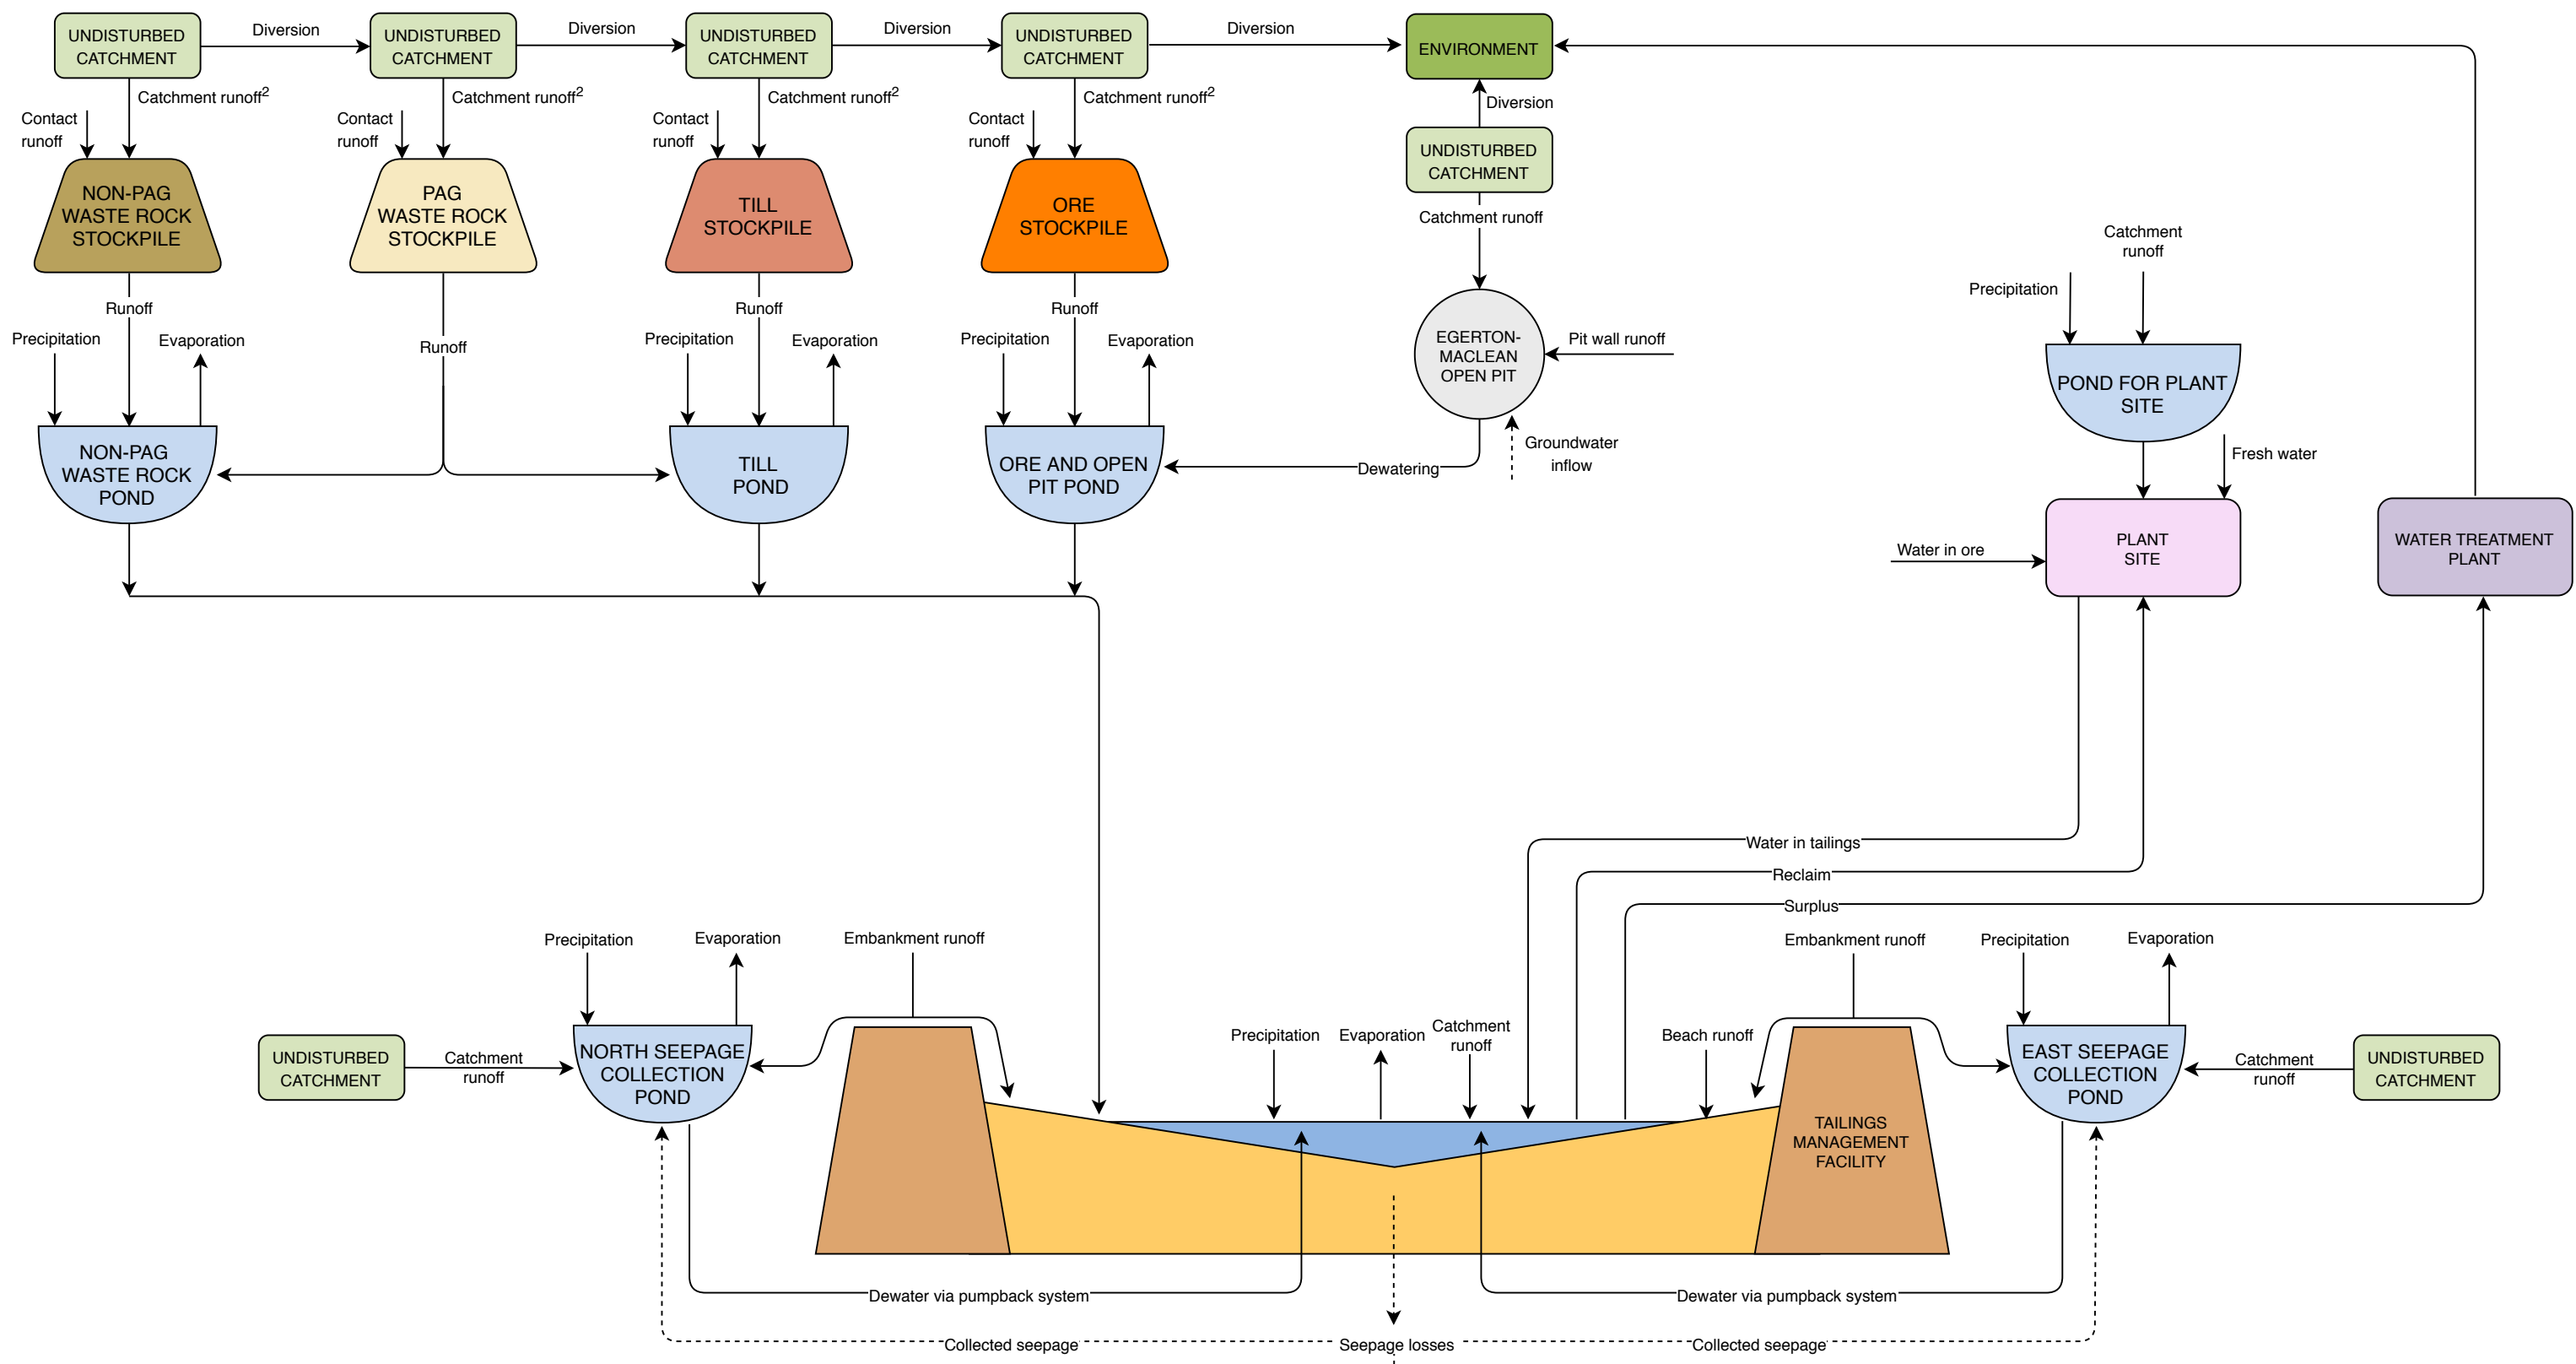 UNDISTURBED
CATCHMENT
Diversion
UNDISTURBED
CATCHMENT
Diversion
UNDISTURBED
CATCHMENT
Diversion
UNDISTURBED
CATCHMENT
Diversion
ENVIRONMENT
Catchment runoff²
Catchment runoff²
Catchment runoff²
Catchment runoff²
Diversion
Contact
runoff
Contact
runoff
Contact
runoff
Contact
runoff
UNDISTURBED
CATCHMENT
NON-PAG
WASTE ROCK
STOCKPILE
PAG
WASTE ROCK
STOCKPILE
TILL
STOCKPILE
ORE
STOCKPILE
Catchment runoff
Catchment
runoff
Precipitation
Runoff
Runoff
Runoff
Runoff
Precipitation
Evaporation
Precipitation
Evaporation
Precipitation
Evaporation
EGERTON-
MACLEAN
OPEN PIT
Pit wall runoff
POND FOR PLANT
SITE
NON-PAG
WASTE ROCK
POND
TILL
POND
ORE AND OPEN
PIT POND
Dewatering
Groundwater
inflow
Fresh water
Water in ore
PLANT
SITE
WATER TREATMENT
PLANT
Water in tailings
Reclaim
Surplus
Precipitation
Evaporation
Embankment runoff
Embankment runoff
Precipitation
Evaporation
UNDISTURBED
CATCHMENT
Catchment
runoff
NORTH SEEPAGE
COLLECTION
POND
Precipitation
Evaporation
Catchment
runoff
Beach runoff
EAST SEEPAGE
COLLECTION
POND
Catchment
runoff
UNDISTURBED
CATCHMENT
TAILINGS
MANAGEMENT
FACILITY
Dewater via pumpback system
Dewater via pumpback system
Collected seepage
Seepage losses
Collected seepage